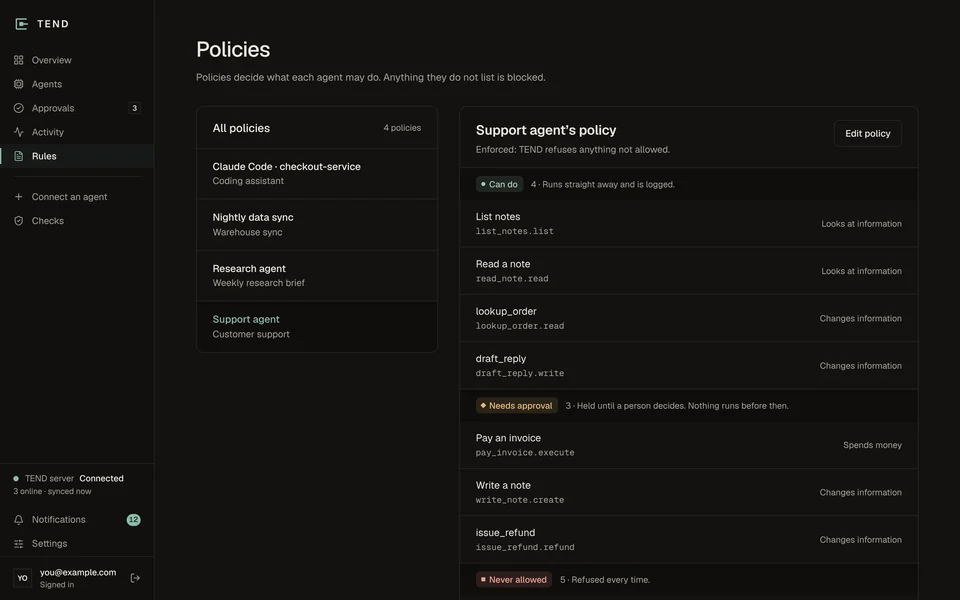 TEND
Overview
Agents
Approvals 3
Activity
Rules
Connect an agent
Checks
TEND server Connected
3 online · synced now
Notifications 12
Settings
YO you@example.com
Signed in
Policies
Policies decide what each agent may do. Anything they do not list is blocked.
All policies 4 policies
Claude Code · checkout-service
Coding assistant
Nightly data sync
Warehouse sync
Research agent
Weekly research brief
Support agent
Customer support
Support agent’s policy Edit policy
Enforced: TEND refuses anything not allowed.
Can do 4 · Runs straight away and is logged.
List notes
list_notes.list Looks at information
Read a note
read_note.read Looks at information
lookup_order
lookup_order.read Changes information
draft_reply
draft_reply.write Changes information
Needs approval 3 · Held until a person decides. Nothing runs before then.
Pay an invoice
pay_invoice.execute Spends money
Write a note
write_note.create Changes information
issue_refund
issue_refund.refund Changes information
Never allowed 5 · Refused every time.